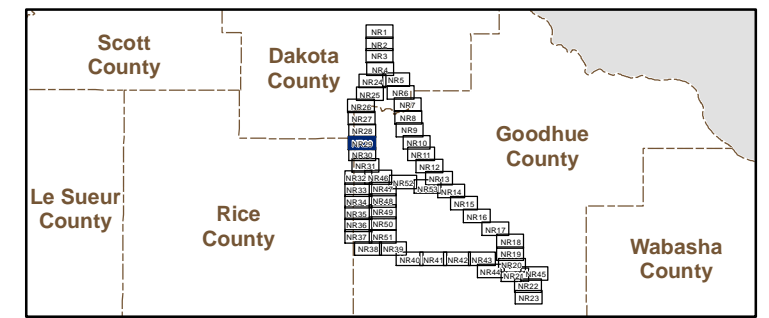 Scott
County
Dakota
County
Goodhue
County
Le Sueur
County
Rice
County
Wabasha
County
NR1
NR2
NR3
NR4
NR24 NR5
NR25 NR6
NR26 NR7
NR27 NR8
NR28 NR9
NR29 NR10
NR30 NR11
NR31 NR12
NR32 NR46 NR52 NR13
NR33 NR47 NR53 NR14
NR34 NR48 NR15
NR35 NR49 NR16
NR36 NR50 NR17
NR37 NR51 NR18
NR38 NR39 NR19
NR40 NR41 NR42 NR43 NR20
NR44 NR21 NR45
NR22
NR23